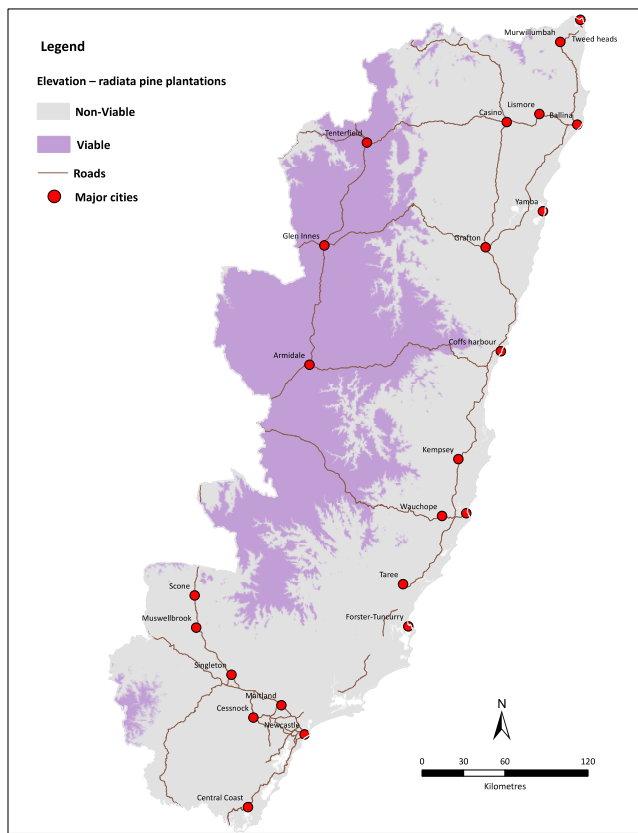 Legend
Elevation – radiata pine plantations
Non-Viable
Viable
Roads
Major cities
Murwillumbah
Tweed heads
Lismore
Casino
Ballina
Tenterfield
Yamba
Glen Innes
Grafton
Coffs harbour
Armidale
Kempsey
Wauchope
Taree
Scone
Forster-Tuncurry
Muswellbrook
Singleton
Maitland
Cessnock
Newcastle
Central Coast
N
0 30 60 120
Kilometres